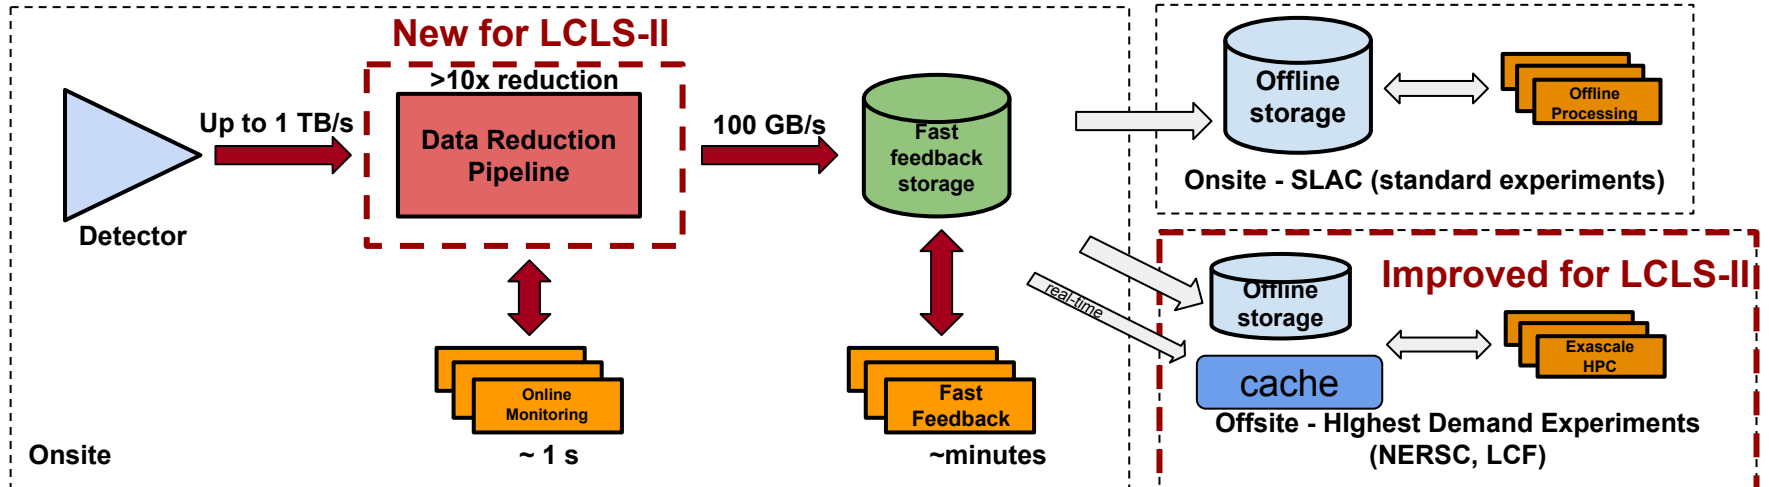 New for LCLS-II
>10x reduction
Up to 1 TB/s
Data Reduction
Pipeline
100 GB/s
Fast
feedback
storage
Detector
Online
Monitoring
~ 1 s
Fast
Feedback
~minutes
Onsite
Offline
storage
Offline
Processing
Onsite - SLAC (standard experiments)
Improved for LCLS-II
real-time
Offline
storage
cache
Exascale
HPC
Offsite - HIghest Demand Experiments
(NERSC, LCF)